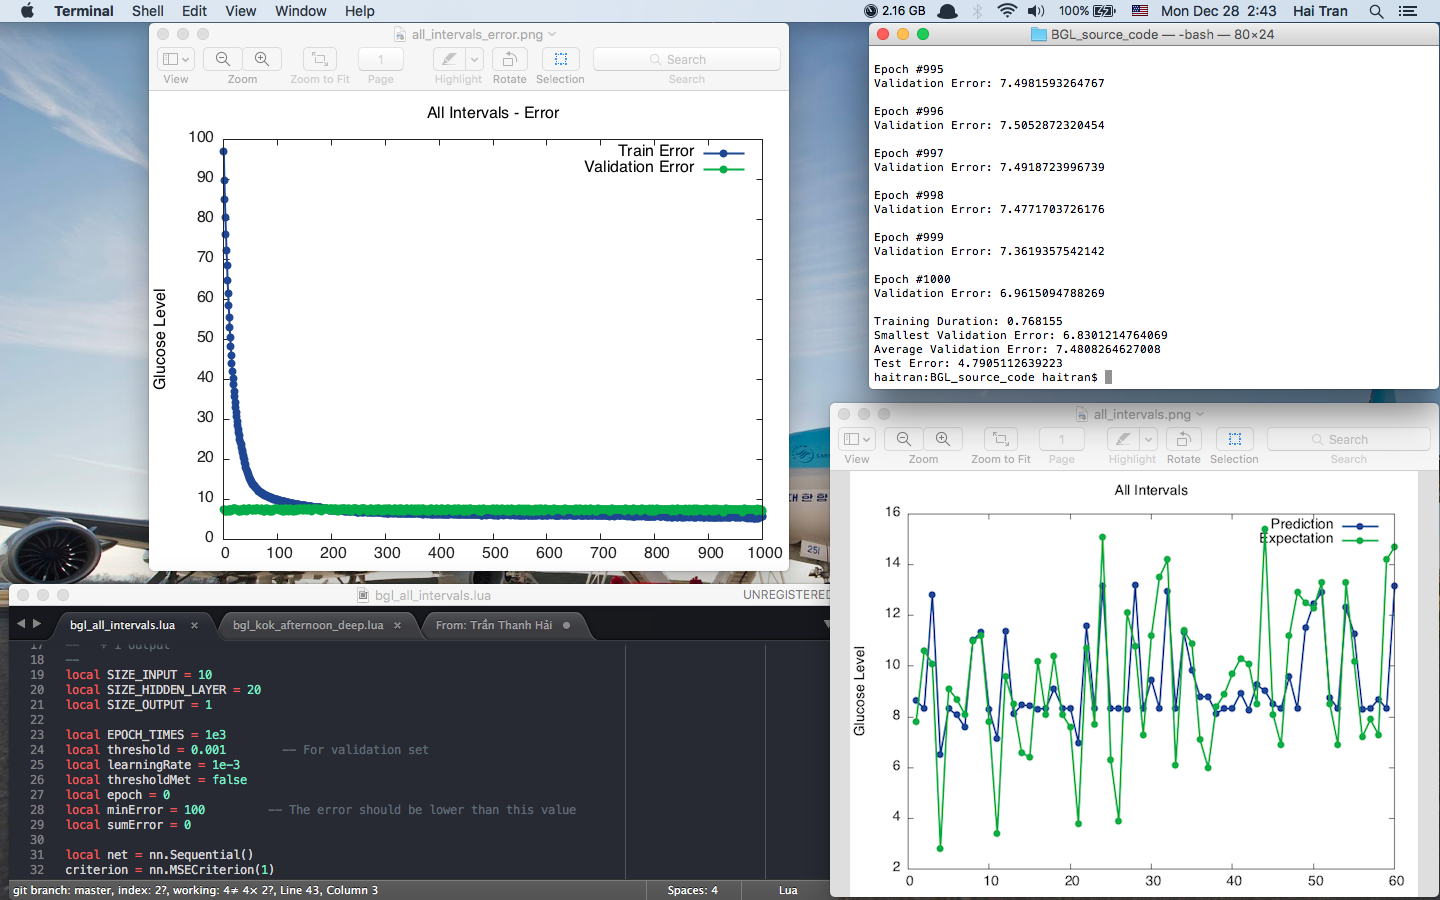 Terminal Shell Edit View Window Help 2.16 GB 100% Mon Dec 28 2:43 Hai Tran
all_intervals_error.png
1 Search
View Zoom Zoom to Fit Page Highlight Rotate Selection Search
All Intervals - Error
Train Error
Validation Error
Glucose Level
100
90
80
70
60
50
40
30
20
10
0
0 100 200 300 400 500 600 700 800 900 1000
BGL_source_code — -bash — 80×24
Epoch #995
Validation Error: 7.4981593264767
Epoch #996
Validation Error: 7.5052872320454
Epoch #997
Validation Error: 7.4918723996739
Epoch #998
Validation Error: 7.4771703726176
Epoch #999
Validation Error: 7.3619357542142
Epoch #1000
Validation Error: 6.9615094788269
Training Duration: 0.768155
Smallest Validation Error: 6.8301214764069
Average Validation Error: 7.4808264627008
Test Error: 4.7905112639223
haitran:BGL_source_code haitran$
all_intervals.png
1 Search
View Zoom Zoom to Fit Page Highlight Rotate Selection Search
All Intervals
Prediction
Expectation
Glucose Level
16
14
12
10
8
6
4
2
0 10 20 30 40 50 60
대한항
251
bgl_all_intervals.lua UNREGISTERED
bgl_all_intervals.lua × bgl_kok_afternoon_deep.lua × From: Trần Thanh Hải
17 -- + 1 output
18 --
19 local SIZE_INPUT = 10
20 local SIZE_HIDDEN_LAYER = 20
21 local SIZE_OUTPUT = 1
22
23 local EPOCH_TIMES = 1e3
24 local threshold = 0.001 -- For validation set
25 local learningRate = 1e-3
26 local thresholdMet = false
27 local epoch = 0
28 local minError = 100 -- The error should be lower than this value
29 local sumError = 0
30
31 local net = nn.Sequential()
32 criterion = nn.MSECriterion(1)
git branch: master, index: 2?, working: 4≠ 4× 2?, Line 43, Column 3 Spaces: 4 Lua